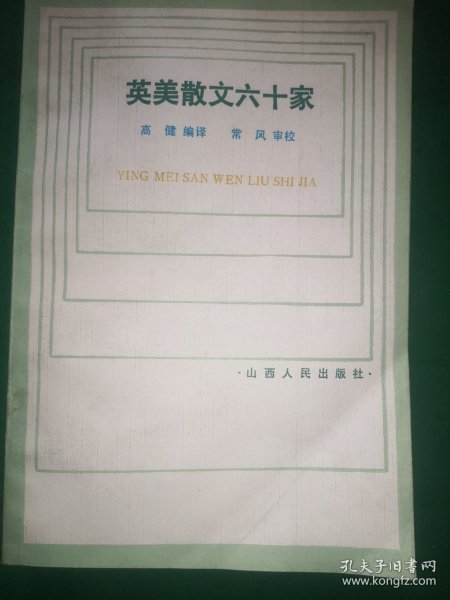 英美散文六十家
高 健 编译 常 风 审校
YING MEI SAN WEN LIU SHI JIA
·山西人民出版社·
孔夫子旧书网
www.kongfz.com